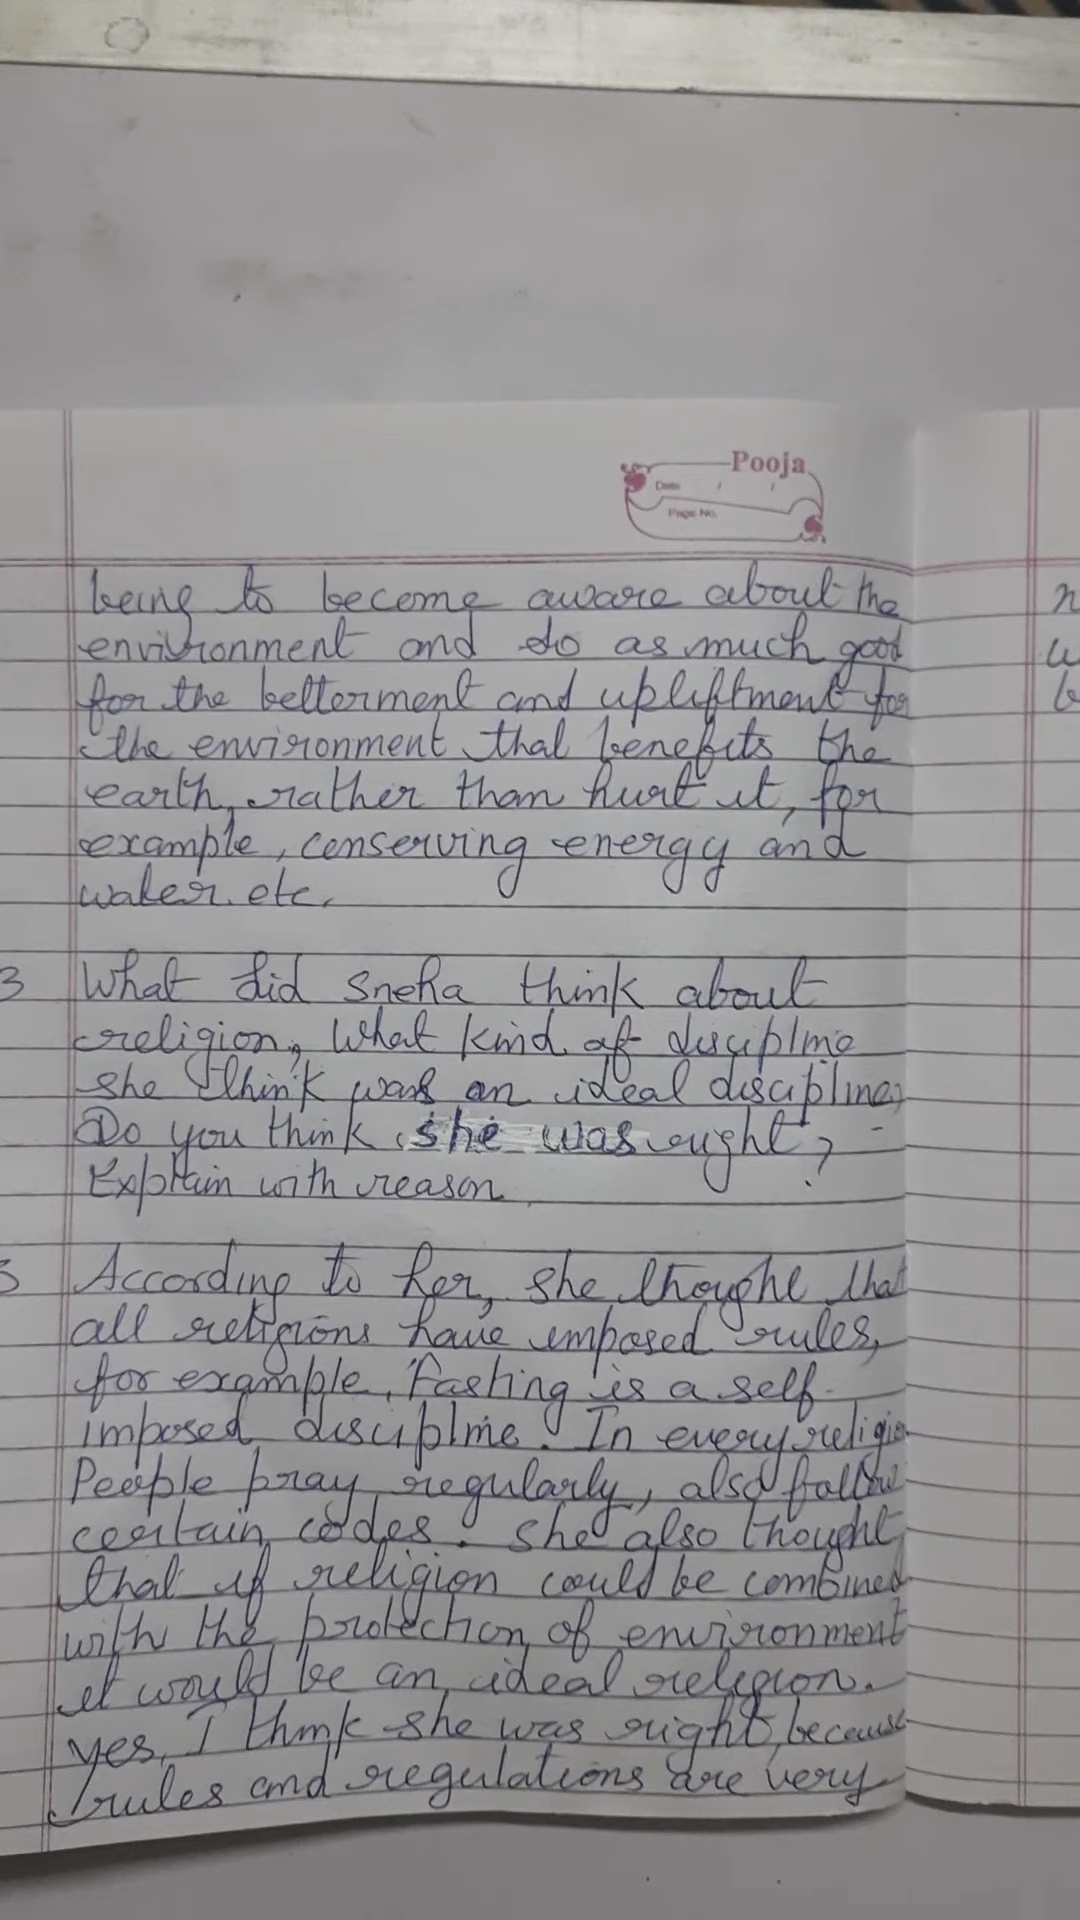 Pooja
Date / /
Page No.
being to become aware about the
environment and do as much good
for the betterment and upliftment for
the environment that benefits the
earth, rather than hurt it, for
example, conserving energy and
water. etc.
3 What did Sneha think about
religion, What kind of discipline
she think was an ideal discipline,
Do you think she was right?
Explain with reason
According to her, she thought that
all religions have imposed rules,
for example, Fasting is a self-
imposed discipline. In every religio
People pray regularly, also follow
certain codes. she also thought
that if religion could be combined
with the protection of environment
it would be an ideal religion.
yes, I think she was right, because
rules and regulations are very